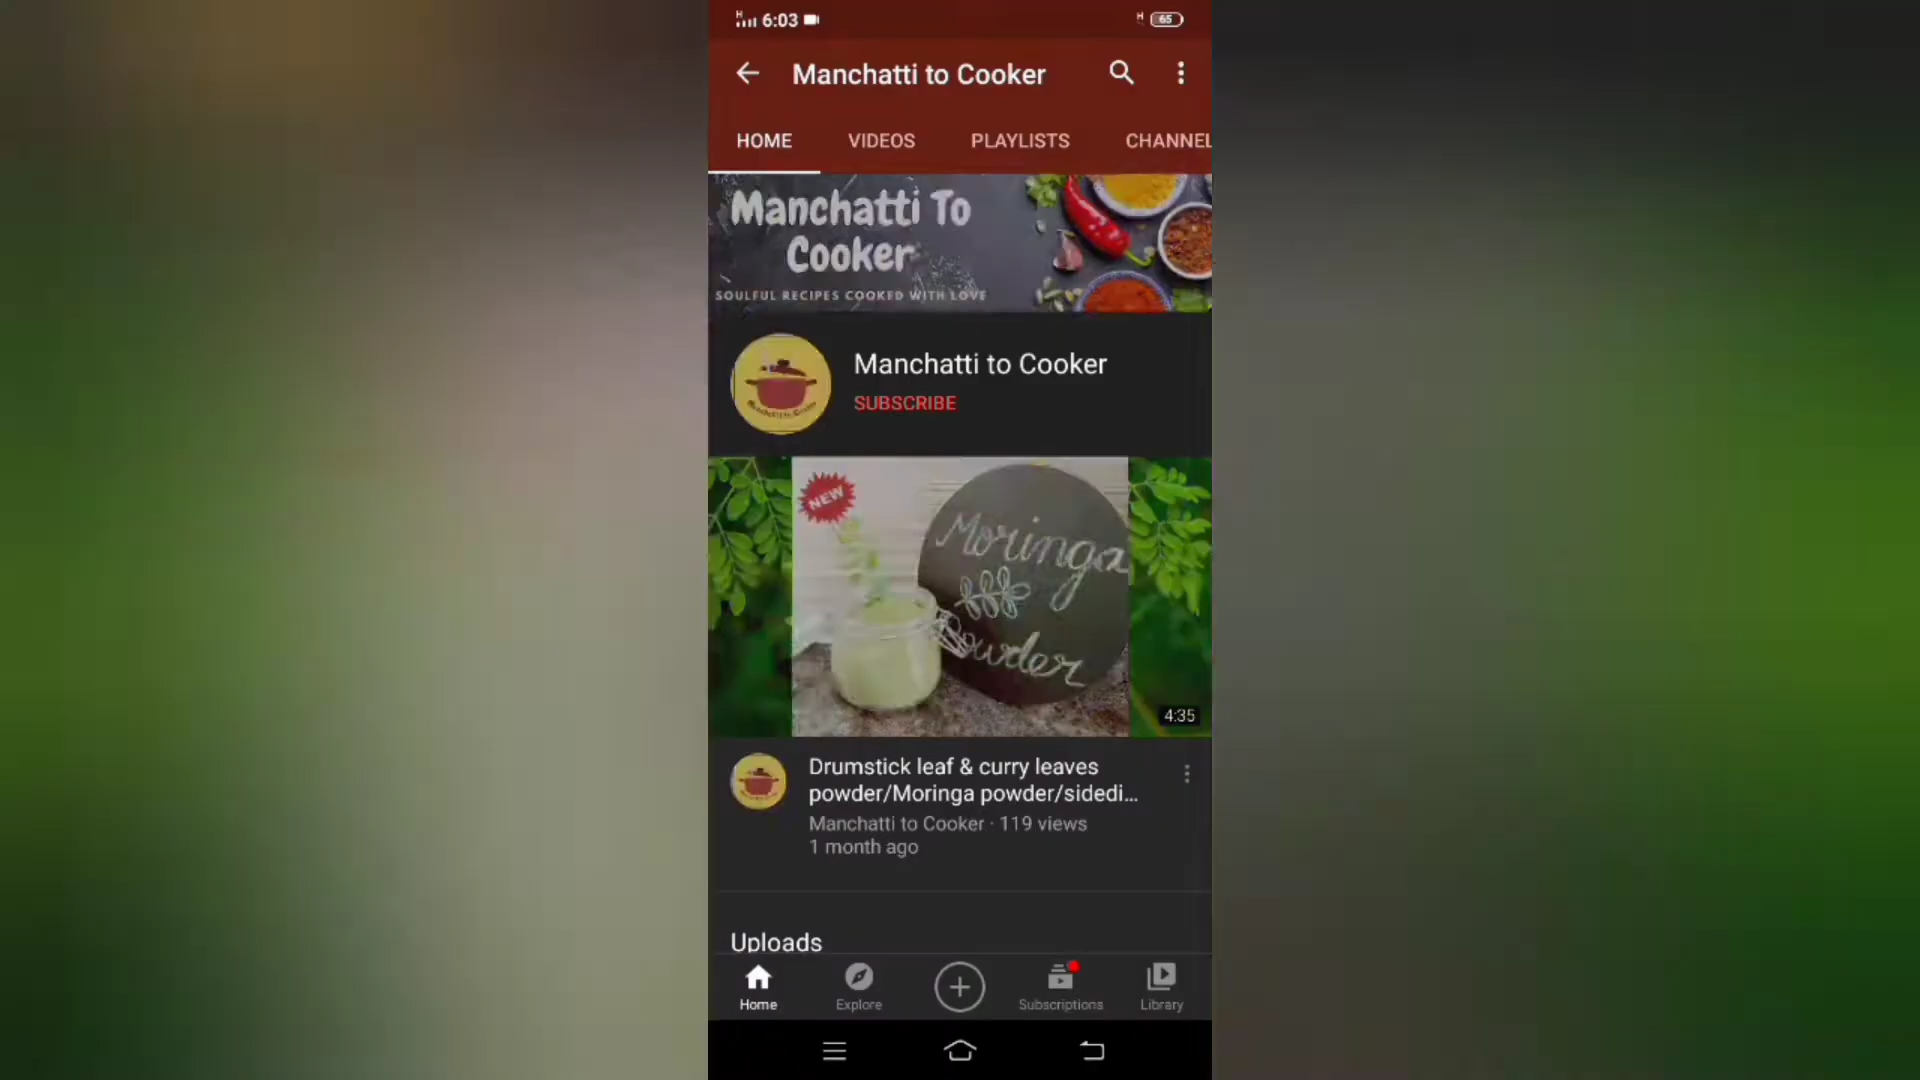 H 6:03 H 65
Manchatti to Cooker
HOME VIDEOS PLAYLISTS CHANNEL
Manchatti To
Cooker
SOULFUL RECIPES COOKED WITH LOVE
Manchatti to Cooker
SUBSCRIBE
NEW
Moringa
Powder
4:35
Drumstick leaf & curry leaves
powder/Moringa powder/sidedi...
Manchatti to Cooker · 119 views
1 month ago
Uploads
Home Explore Subscriptions Library